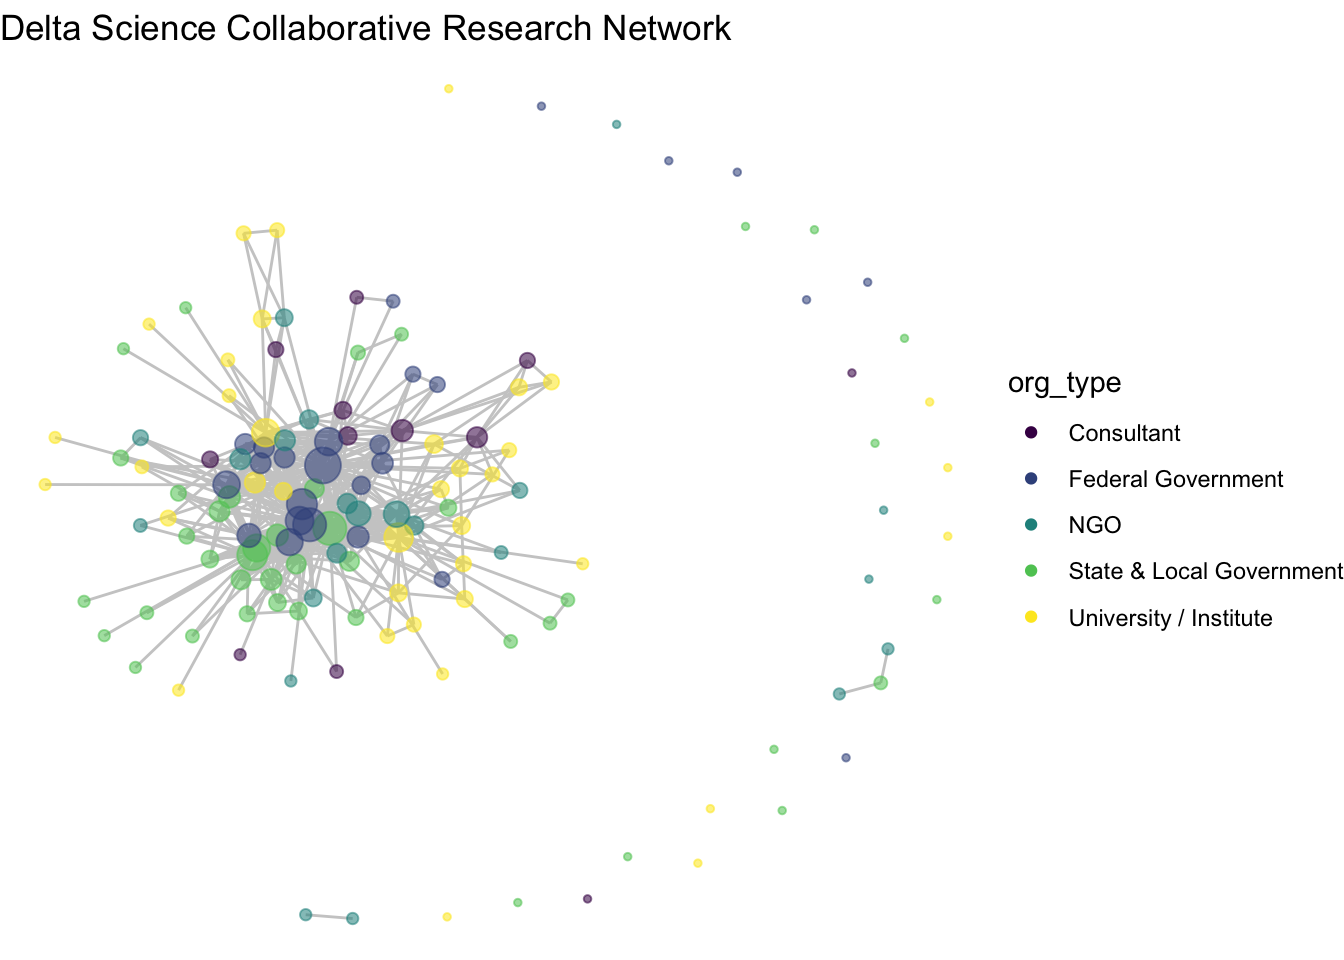 Delta Science Collaborative Research Network
org_type
Consultant
Federal Government
NGO
State & Local Government
University / Institute